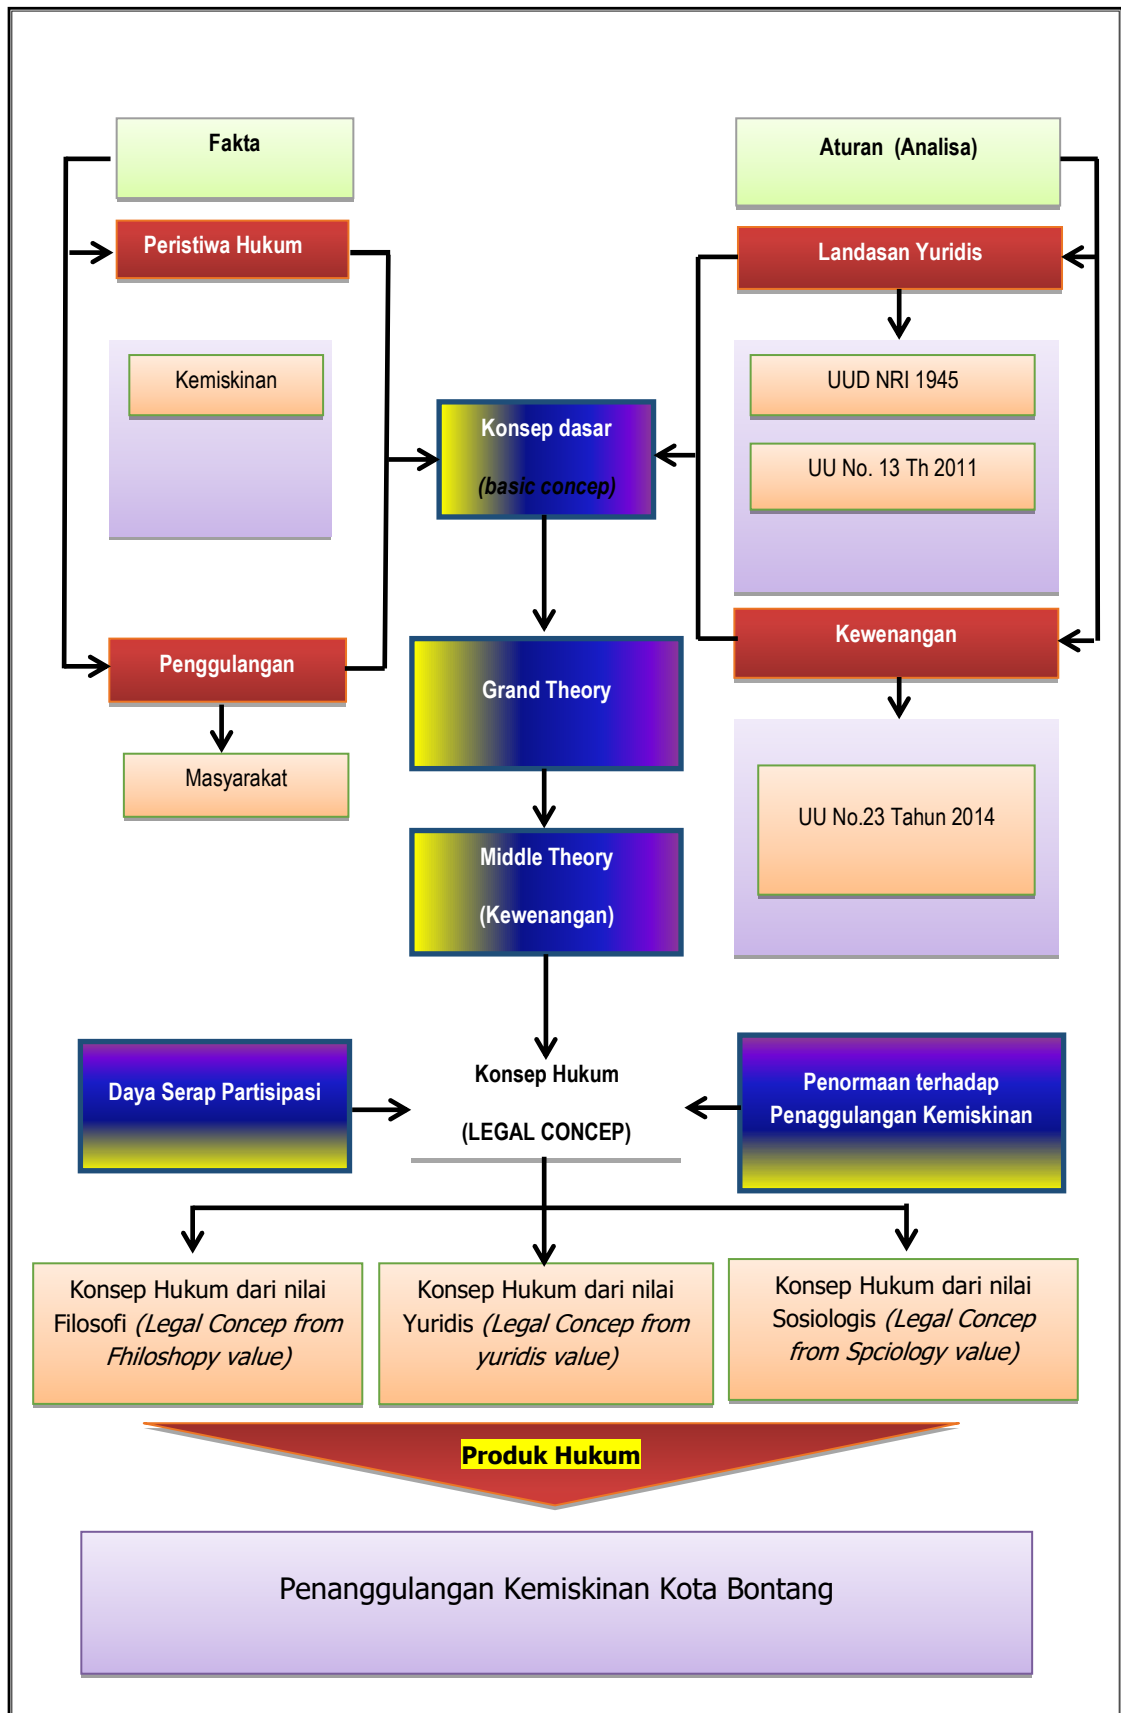 Fakta
Aturan (Analisa)
Peristiwa Hukum
Landasan Yuridis
Kemiskinan
UUD NRI 1945
Konsep dasar
(basic concep)
UU No. 13 Th 2011
Penggulangan
Kewenangan
Grand Theory
Masyarakat
UU No.23 Tahun 2014
Middle Theory
(Kewenangan)
Daya Serap Partisipasi
Konsep Hukum
(LEGAL CONCEP)
Penormaan terhadap
Penaggulangan Kemiskinan
Konsep Hukum dari nilai
Filosofi (Legal Concep from
Fhiloshopy value)
Konsep Hukum dari nilai
Yuridis (Legal Concep from
yuridis value)
Konsep Hukum dari nilai
Sosiologis (Legal Concep
from Spciology value)
Produk Hukum
Penanggulangan Kemiskinan Kota Bontang